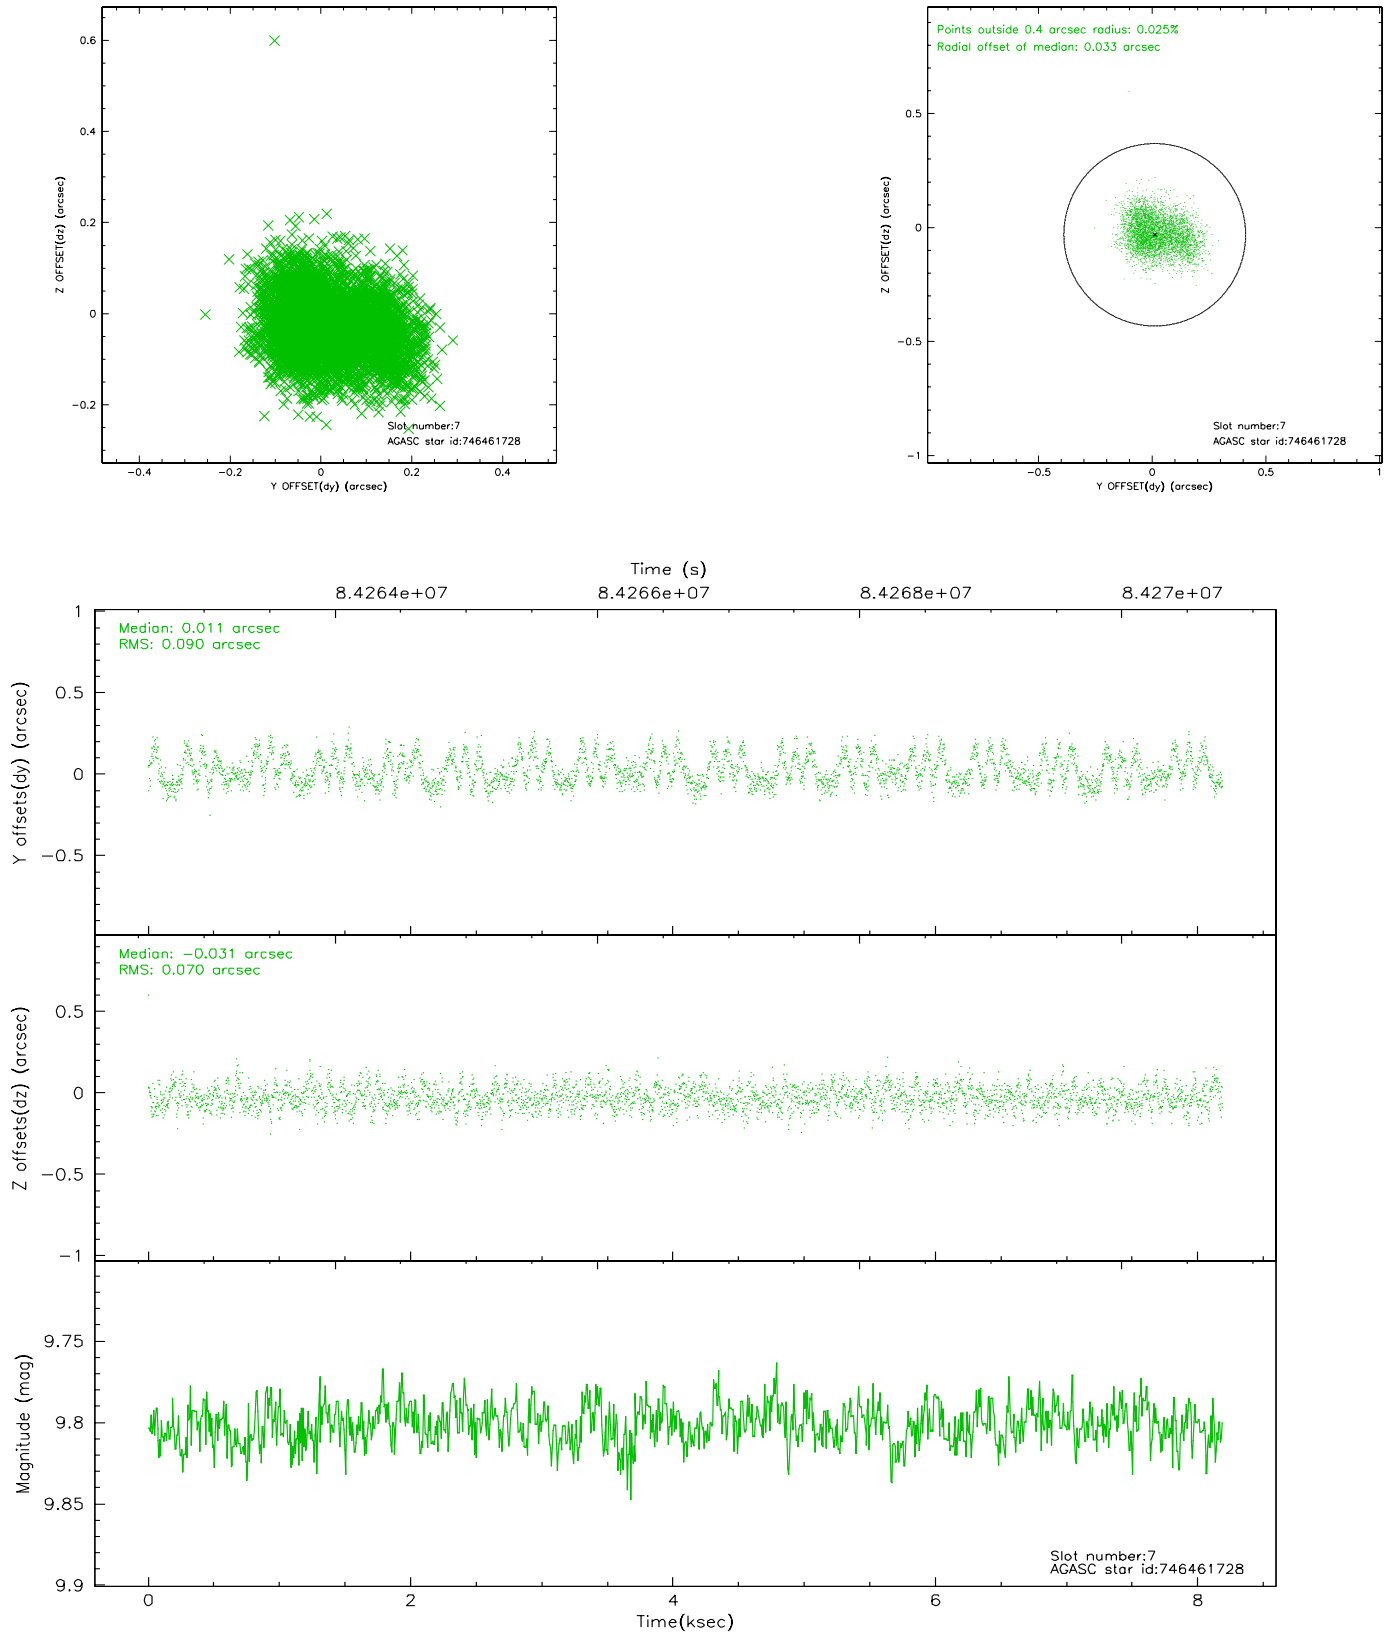 0.6
0.4
0.2
0
-0.2
-0.4
-0.2
0
0.2
0.4
Z OFFSET(dz) (arcsec)
Y OFFSET(dy) (arcsec)
Slot number:7
AGASC star id:746461728
Points outside 0.4 arcsec radius: 0.025%
Radial offset of median: 0.033 arcsec
0.5
0
-0.5
-1
-0.5
0
0.5
1
Z OFFSET(dz) (arcsec)
Y OFFSET(dy) (arcsec)
Slot number:7
AGASC star id:746461728
Time (s)
8.4264e+07
8.4266e+07
8.4268e+07
8.427e+07
Median: 0.011 arcsec
RMS: 0.090 arcsec
1
0.5
0
-0.5
Y offsets(dy) (arcsec)
Median: -0.031 arcsec
RMS: 0.070 arcsec
0.5
0
-0.5
-1
Z offsets(dz) (arcsec)
9.75
9.8
9.85
9.9
Magnitude (mag)
Slot number:7
AGASC star id:746461728
0
2
4
6
8
Time(ksec)